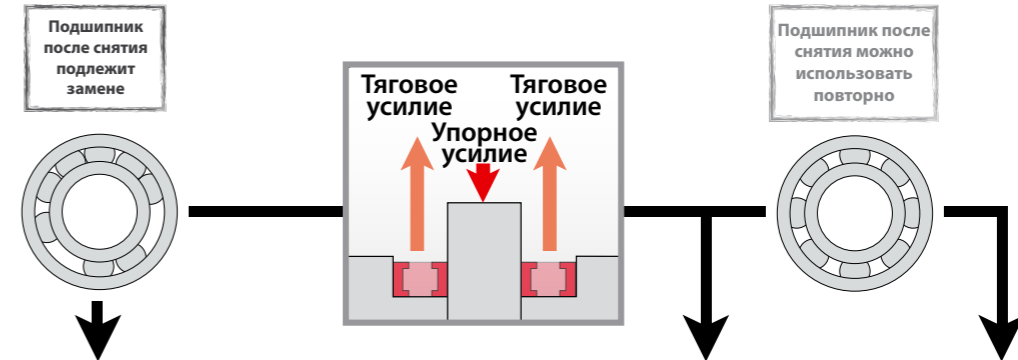 Подшипник
после снятия
подлежит
замене
Тяговое
усилие
Тяговое
усилие
Упорное
усилие
Подшипник после
снятия можно
использовать
повторно